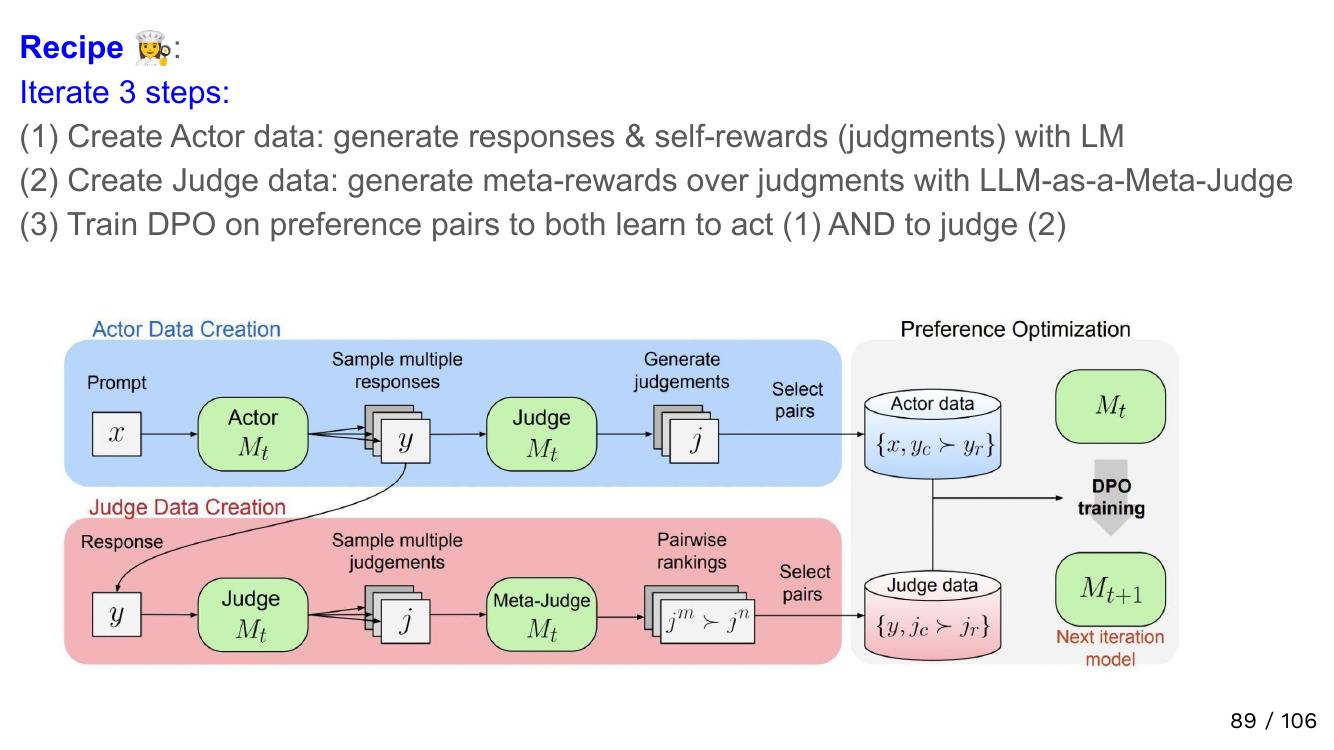 Recipe 👩‍🍳:
Iterate 3 steps:
(1) Create Actor data: generate responses & self-rewards (judgments) with LM
(2) Create Judge data: generate meta-rewards over judgments with LLM-as-a-Meta-Judge
(3) Train DPO on preference pairs to both learn to act (1) AND to judge (2)
Actor Data Creation
Prompt
x
Actor
M_t
Sample multiple
responses
y
Judge
M_t
Generate
judgements
j
Select
pairs
Judge Data Creation
Response
y
Judge
M_t
Sample multiple
judgements
j
Meta-Judge
M_t
Pairwise
rankings
j^m ≻ j^n
Select
pairs
Preference Optimization
Actor data
{x, y_c ≻ y_r}
Judge data
{y, j_c ≻ j_r}
M_t
DPO
training
M_{t+1}
Next iteration
model
89 / 106